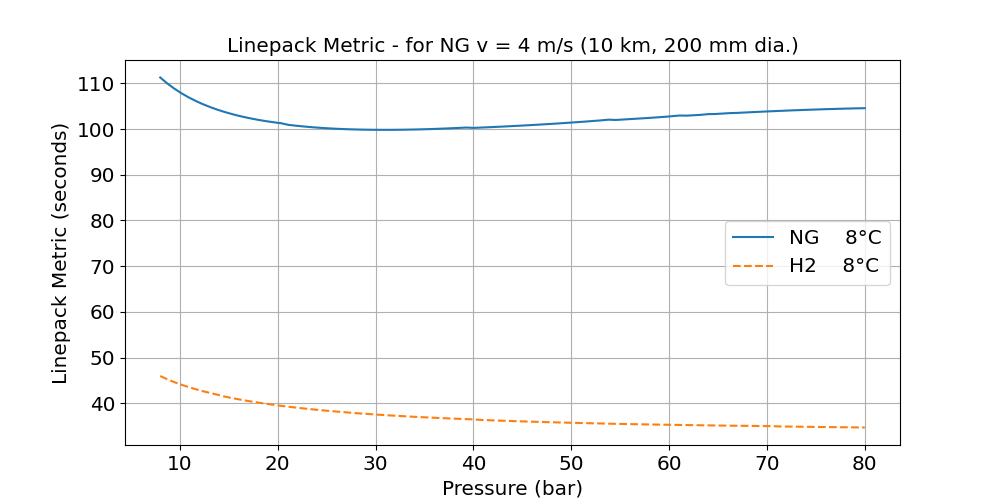 Linepack Metric - for NG v = 4 m/s (10 km, 200 mm dia.)
Linepack Metric (seconds)
110
100
90
80
70
60
50
40
NG 8°C
H2 8°C
10 20 30 40 50 60 70 80
Pressure (bar)